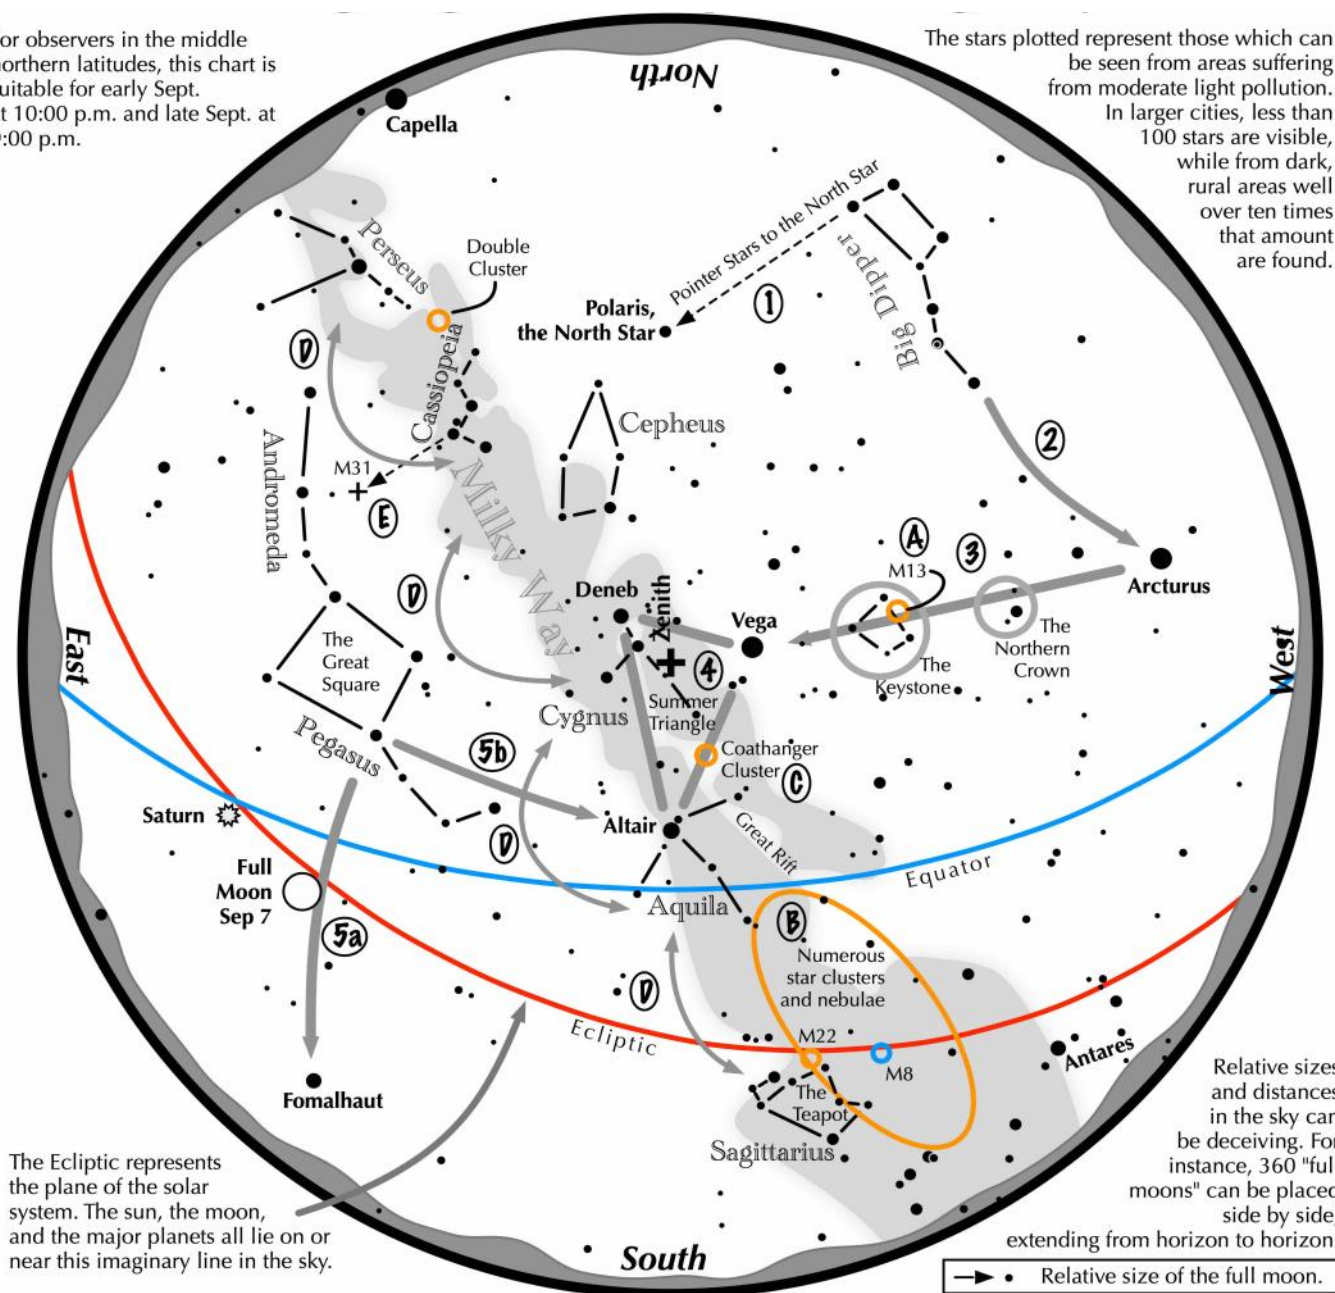 or observers in the middle
northern latitudes, this chart is
uitable for early Sept.
t 10:00 p.m. and late Sept. at
:00 p.m.
The stars plotted represent those which can
be seen from areas suffering
from moderate light pollution.
In larger cities, less than
100 stars are visible,
while from dark,
rural areas well
over ten times
that amount
are found.
North
Capella
Perseus
Double
Cluster
Pointer Stars to the North Star
1
Polaris,
the North Star
Big Dipper
D
Cassiopeia
Cepheus
2
Andromeda
M31
E
Milky Way
A
3
M13
Arcturus
D
Deneb
Zenith
Vega
East
The
Great
Square
4
The
Keystone
The
Northern
Crown
West
Cygnus
Summer
Triangle
Pegasus
5b
Coathanger
Cluster
C
Saturn
Altair
D
Great Rift
Equator
Full
Moon
Sep 7
5a
Aquila
B
Numerous
star clusters
and nebulae
D
Ecliptic
M22
M8
Antares
Fomalhaut
The
Teapot
Sagittarius
The Ecliptic represents
the plane of the solar
system. The sun, the moon,
and the major planets all lie on or
near this imaginary line in the sky.
Relative sizes
and distances
in the sky can
be deceiving. For
instance, 360 "full
moons" can be placed
side by side,
extending from horizon to horizon
South
Relative size of the full moon.